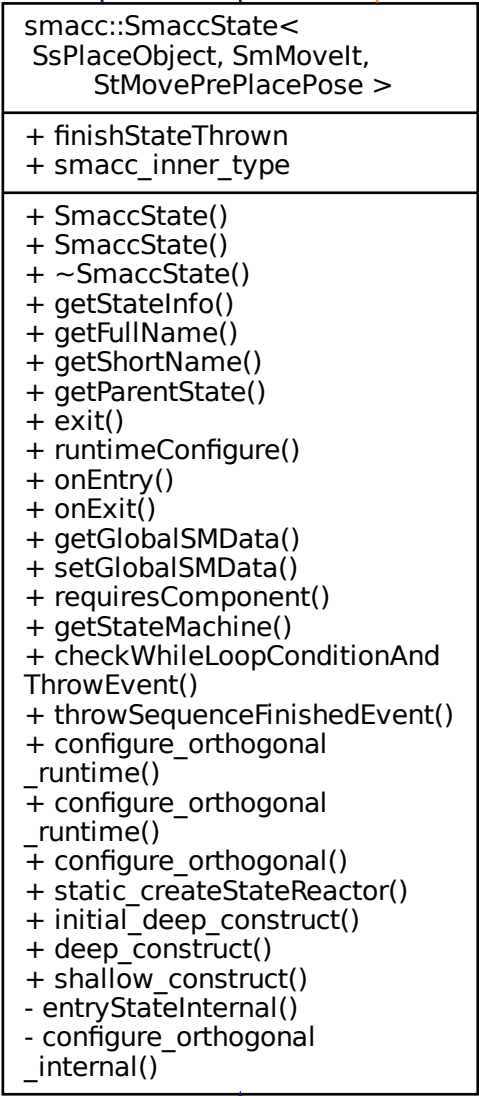 smacc::SmaccState<
SsPlaceObject, SmMoveIt,
StMovePrePlacePose >
+ finishStateThrown
+ smacc_inner_type
+ SmaccState()
+ SmaccState()
+ ~SmaccState()
+ getStateInfo()
+ getFullName()
+ getShortName()
+ getParentState()
+ exit()
+ runtimeConfigure()
+ onEntry()
+ onExit()
+ getGlobalSMData()
+ setGlobalSMData()
+ requiresComponent()
+ getStateMachine()
+ checkWhileLoopConditionAnd
ThrowEvent()
+ throwSequenceFinishedEvent()
+ configure_orthogonal
_runtime()
+ configure_orthogonal
_runtime()
+ configure_orthogonal()
+ static_createStateReactor()
+ initial_deep_construct()
+ deep_construct()
+ shallow_construct()
- entryStateInternal()
- configure_orthogonal
_internal()